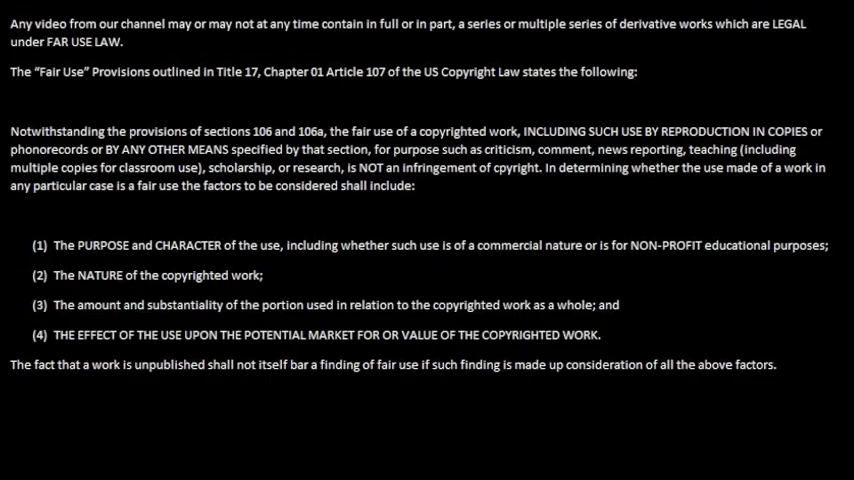 Any video from our channel may or may not at any time contain in full or in part, a series or multiple series of derivative works which are LEGAL
under FAR USE LAW.
The “Fair Use” Provisions outlined in Title 17, Chapter 01 Article 107 of the US Copyright Law states the following:
Notwithstanding the provisions of sections 106 and 106a, the fair use of a copyrighted work, INCLUDING SUCH USE BY REPRODUCTION IN COPIES or
phonorecords or BY ANY OTHER MEANS specified by that section, for purpose such as criticism, comment, news reporting, teaching (including
multiple copies for classroom use), scholarship, or research, is NOT an infringement of cpyright. In determining whether the use made of a work in
any particular case is a fair use the factors to be considered shall include:
(1) The PURPOSE and CHARACTER of the use, including whether such use is of a commercial nature or is for NON-PROFIT educational purposes;
(2) The NATURE of the copyrighted work;
(3) The amount and substantiality of the portion used in relation to the copyrighted work as a whole; and
(4) THE EFFECT OF THE USE UPON THE POTENTIAL MARKET FOR OR VALUE OF THE COPYRIGHTED WORK.
The fact that a work is unpublished shall not itself bar a finding of fair use if such finding is made up consideration of all the above factors.